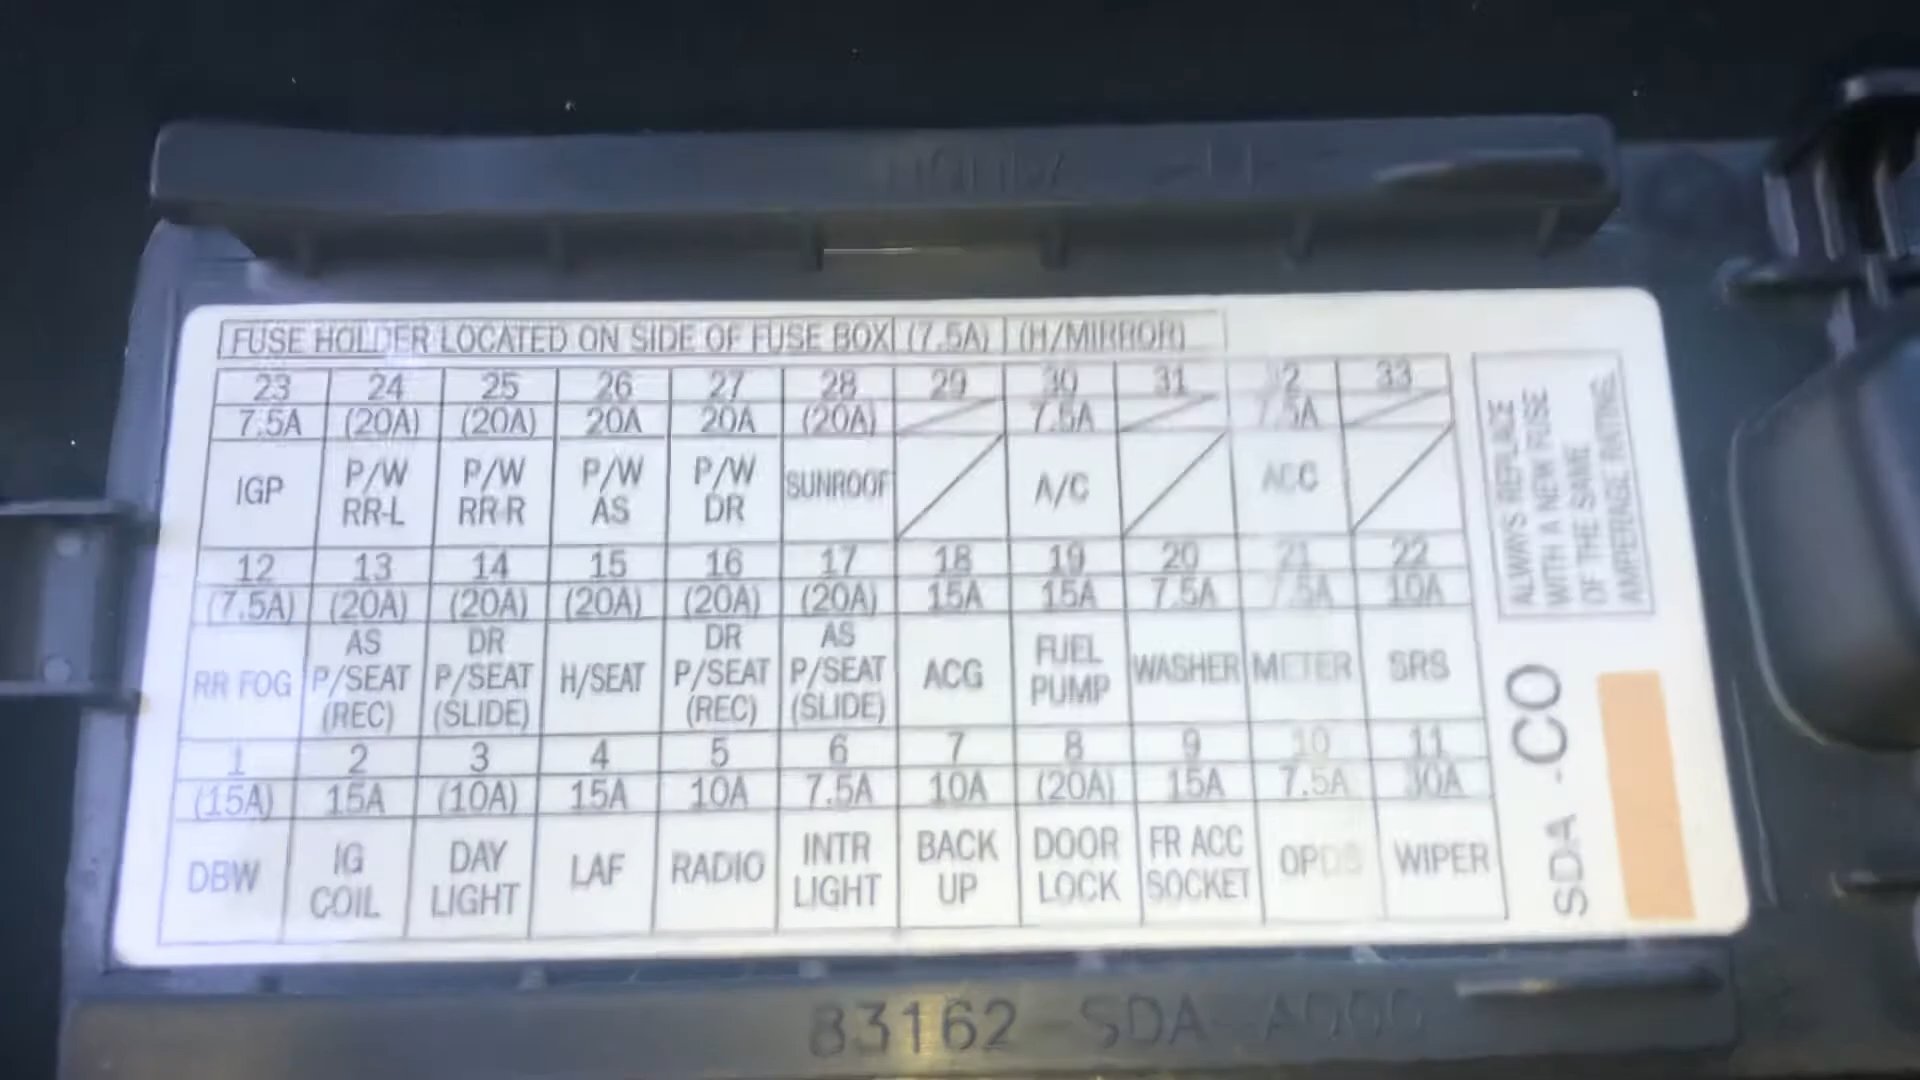 FUSE HOLDER LOCATED ON SIDE OF FUSE BOX (7.5A) (H/MIRROR)
23 24 25 26 27 28 29 30 31 32 33
7.5A (20A) (20A) 20A 20A (20A) 7.5A 7.5A
IGP P/W RR-L P/W RR-R P/W AS P/W DR SUNROOF A/C ACC
12 13 14 15 16 17 18 19 20 21 22
(7.5A) (20A) (20A) (20A) (20A) (20A) 15A 15A 7.5A 7.5A 10A
RR FOG AS P/SEAT (REC) DR P/SEAT (SLIDE) H/SEAT DR P/SEAT (REC) AS P/SEAT (SLIDE) ACG FUEL PUMP WASHER METER SRS
1 2 3 4 5 6 7 8 9 10 11
(15A) 15A (10A) 15A 10A 7.5A 10A (20A) 15A 7.5A 30A
DBW IG COIL DAY LIGHT LAF RADIO INTR LIGHT BACK UP DOOR LOCK FR ACC SOCKET OPDS WIPER
ALWAYS REPLACE
WITH A NEW FUSE
OF THE SAME
AMPERAGE RATING.
SDA -CO
83162-SDA-A000